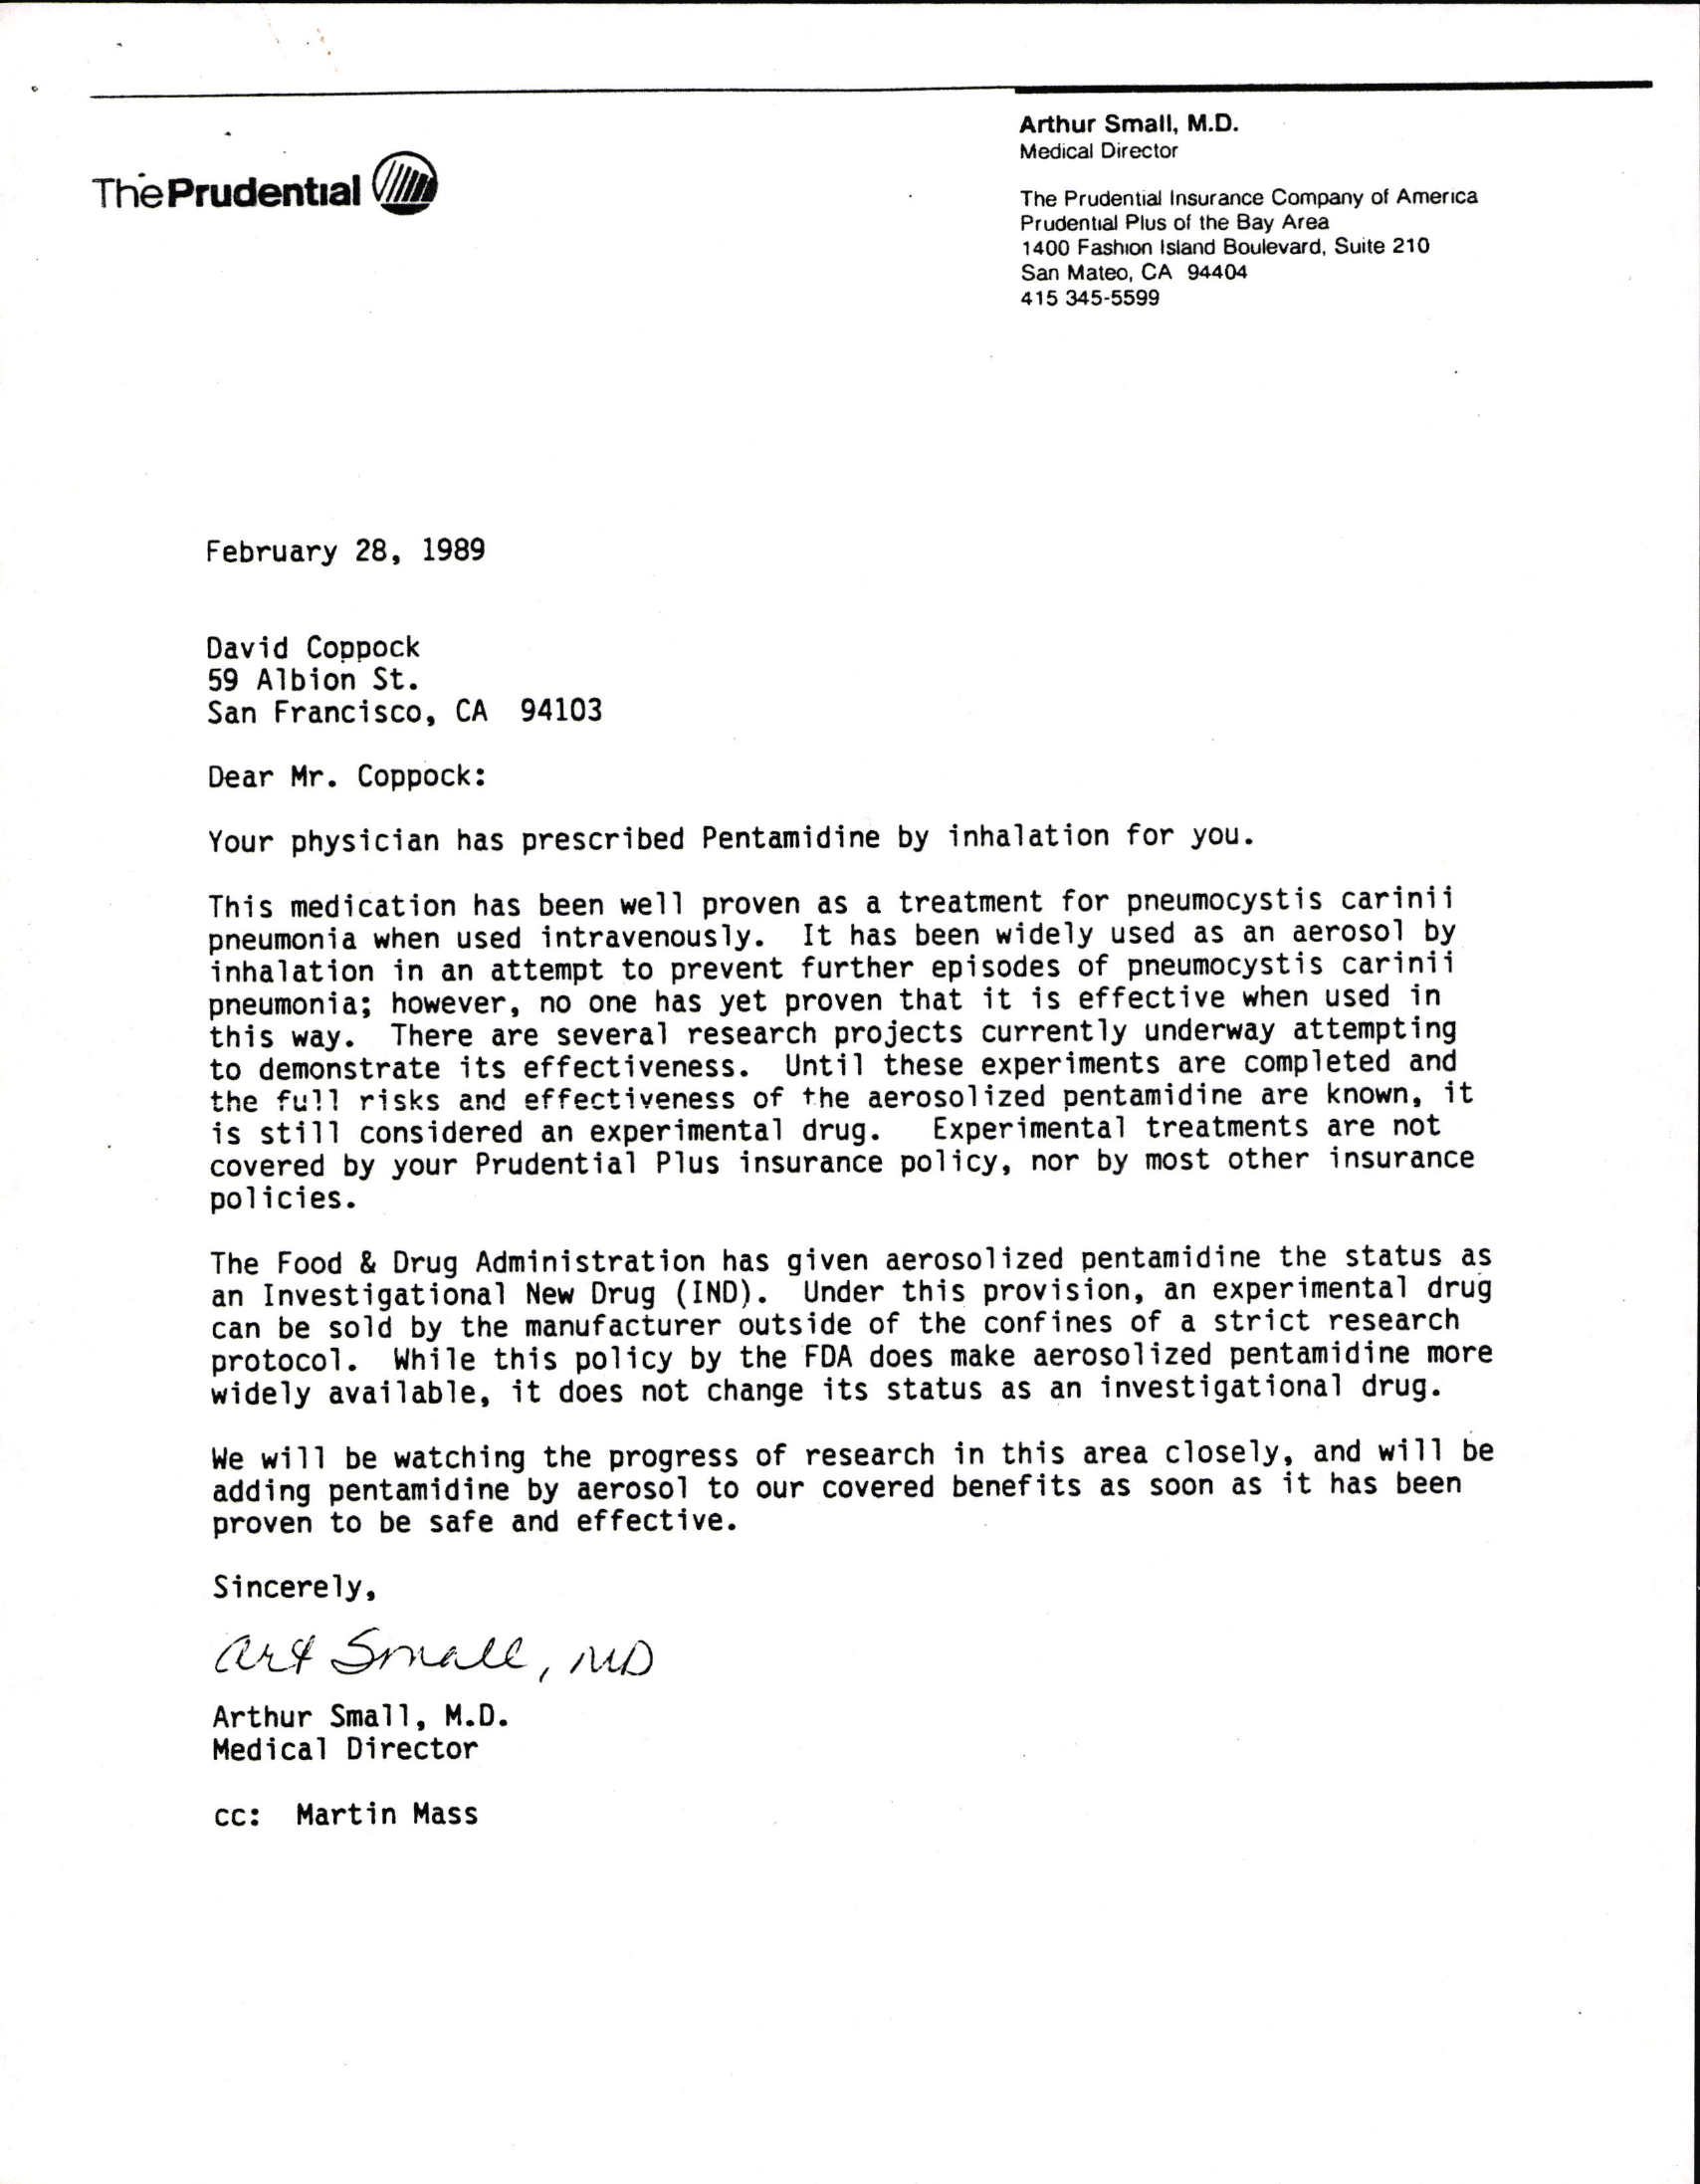 The Prudential
Arthur Small, M.D.
Medical Director
The Prudential Insurance Company of America
Prudential Plus of the Bay Area
1400 Fashion Island Boulevard, Suite 210
San Mateo, CA 94404
415 345-5599
February 28, 1989
David Coppock
59 Albion St.
San Francisco, CA 94103
Dear Mr. Coppock:
Your physician has prescribed Pentamidine by inhalation for you.
This medication has been well proven as a treatment for pneumocystis carinii
pneumonia when used intravenously. It has been widely used as an aerosol by
inhalation in an attempt to prevent further episodes of pneumocystis carinii
pneumonia; however, no one has yet proven that it is effective when used in
this way. There are several research projects currently underway attempting
to demonstrate its effectiveness. Until these experiments are completed and
the full risks and effectiveness of the aerosolized pentamidine are known, it
is still considered an experimental drug. Experimental treatments are not
covered by your Prudential Plus insurance policy, nor by most other insurance
policies.
The Food & Drug Administration has given aerosolized pentamidine the status as
an Investigational New Drug (IND). Under this provision, an experimental drug
can be sold by the manufacturer outside of the confines of a strict research
protocol. While this policy by the FDA does make aerosolized pentamidine more
widely available, it does not change its status as an investigational drug.
We will be watching the progress of research in this area closely, and will be
adding pentamidine by aerosol to our covered benefits as soon as it has been
proven to be safe and effective.
Sincerely,
Art Small, MD
Arthur Small, M.D.
Medical Director
cc: Martin Mass